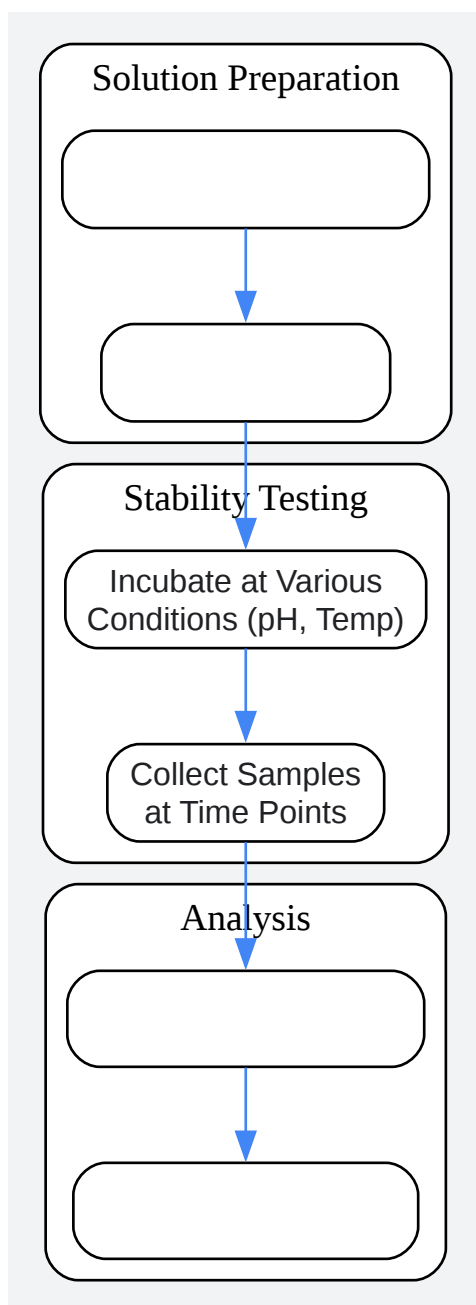 Solution Preparation
Stability Testing
Incubate at Various
Conditions (pH, Temp)
Collect Samples
at Time Points
Analysis